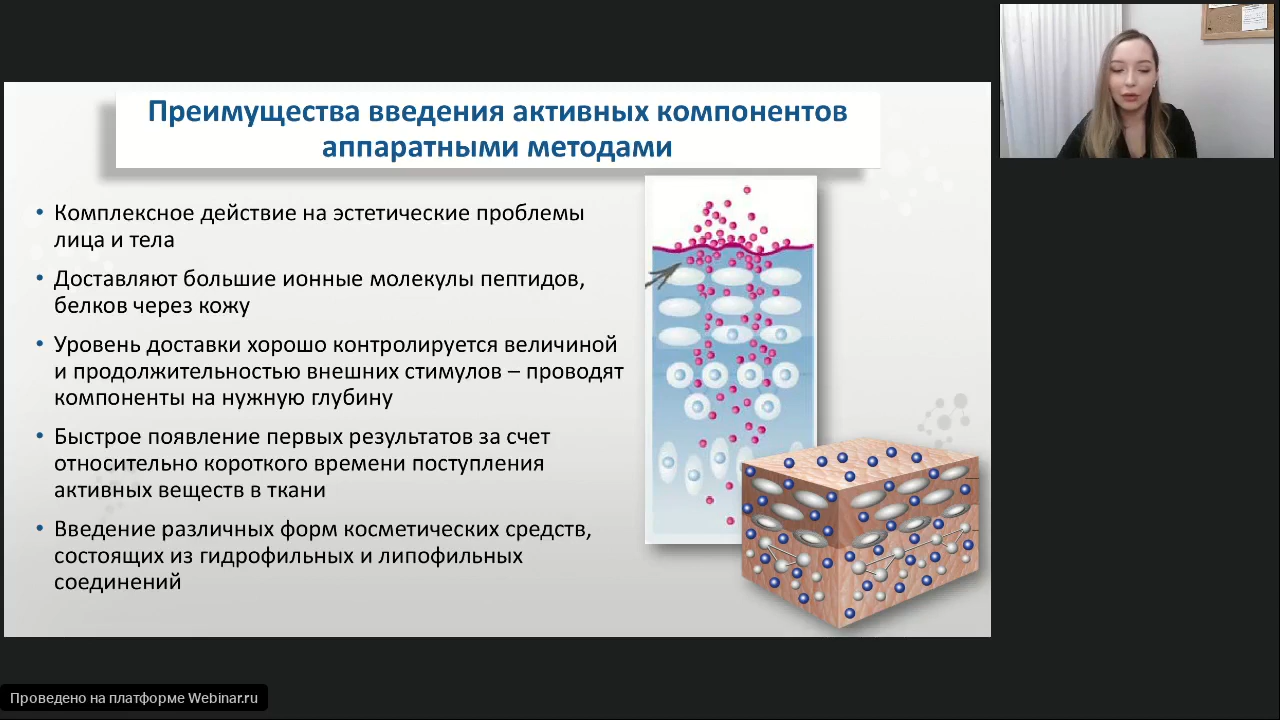 Преимущества введения активных компонентов
аппаратными методами
• Комплексное действие на эстетические проблемы
лица и тела
• Доставляют большие ионные молекулы пептидов,
белков через кожу
• Уровень доставки хорошо контролируется величиной
и продолжительностью внешних стимулов – проводят
компоненты на нужную глубину
• Быстрое появление первых результатов за счет
относительно короткого времени поступления
активных веществ в ткани
• Введение различных форм косметических средств,
состоящих из гидрофильных и липофильных
соединений
Проведено на платформе Webinar.ru